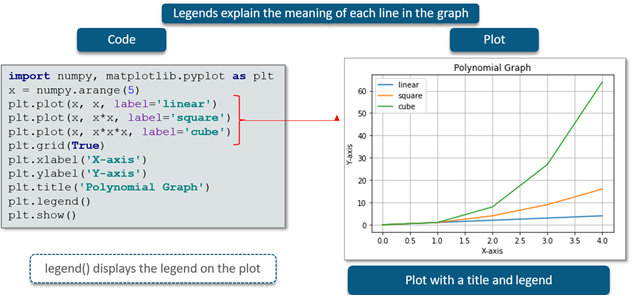 Legends explain the meaning of each line in the graph
Code
Plot
import numpy, matplotlib.pyplot as plt
x = numpy.arange(5)
plt.plot(x, x, label='linear')
plt.plot(x, x*x, label='square')
plt.plot(x, x*x*x, label='cube')
plt.grid(True)
plt.xlabel('X-axis')
plt.ylabel('Y-axis')
plt.title('Polynomial Graph')
plt.legend()
plt.show()
legend() displays the legend on the plot
Polynomial Graph
linear
square
cube
Y-axis
60
50
40
30
20
10
0
0.0 0.5 1.0 1.5 2.0 2.5 3.0 3.5 4.0
X-axis
Plot with a title and legend